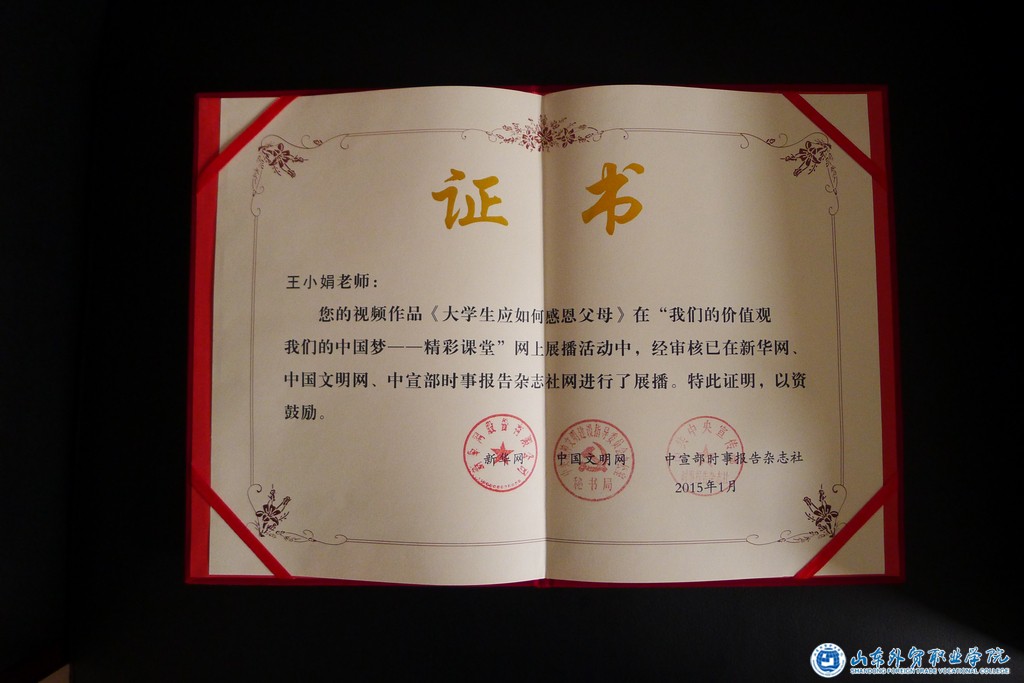 证 书
王小娟老师：
您的视频作品《大学生应如何感恩父母》在“我们的价值观
我们的中国梦——精彩课堂”网上展播活动中，经审核已在新华网、
中国文明网、中宣部时事报告杂志社网进行了展播。特此证明，以资
鼓励。
新华网
中国文明网
中宣部时事报告杂志社
秘书局
2015年1月
山东外贸职业学院
SHANDONG FOREIGN TRADE VOCATIONAL COLLEGE